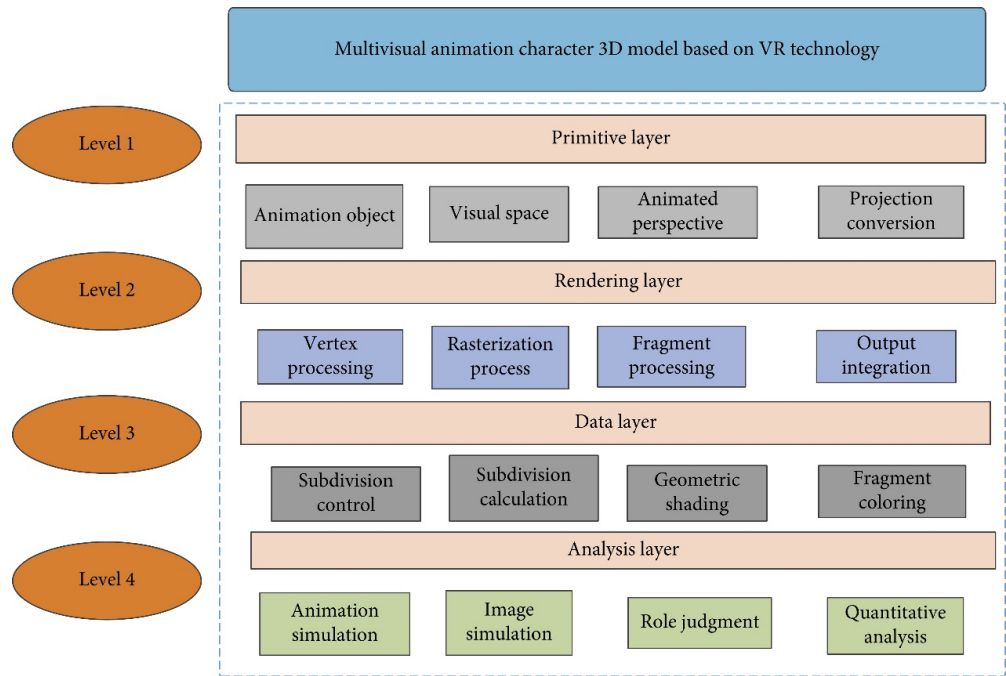 Multivisual animation character 3D model based on VR technology
Level 1
Primitive layer
Animation object
Visual space
Animated
perspective
Projection
conversion
Level 2
Rendering layer
Vertex
processing
Rasterization
process
Fragment
processing
Output
integration
Level 3
Data layer
Subdivision
control
Subdivision
calculation
Geometric
shading
Fragment
coloring
Level 4
Analysis layer
Animation
simulation
Image
simulation
Role judgment
Quantitative
analysis